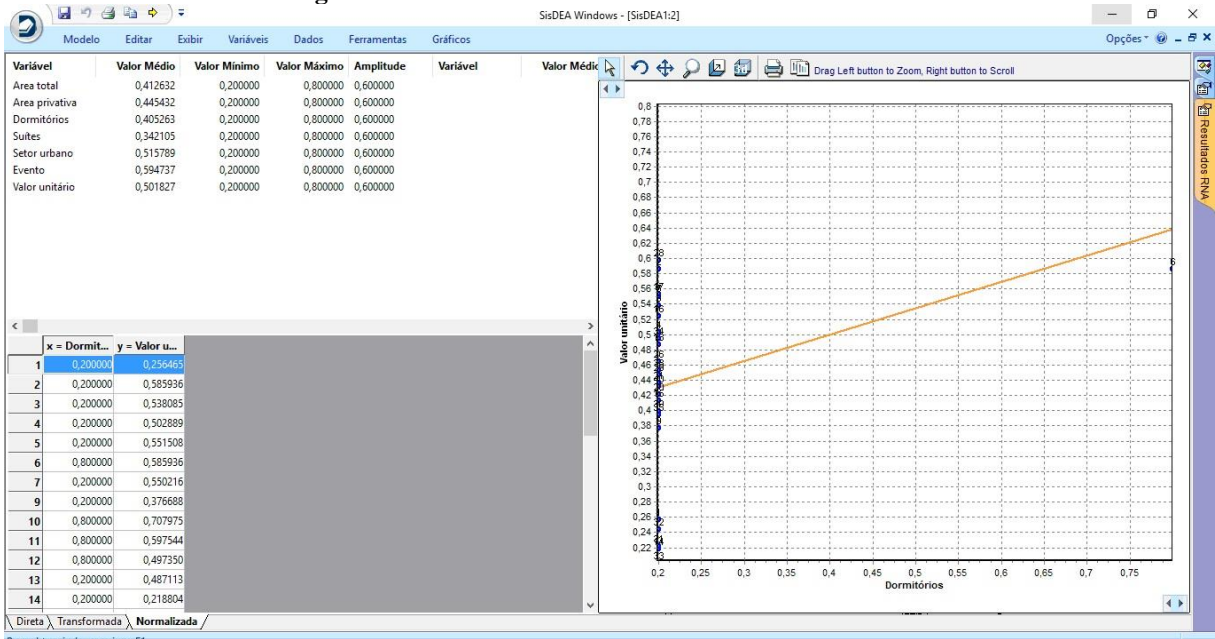 SisDEA Windows - [SisDEA1:2]
Modelo Editar Exibir Variáveis Dados Ferramentas Gráficos Opções
Variável Valor Médio Valor Mínimo Valor Máximo Amplitude Variável Valor Médio
Area total 0,412632 0,200000 0,800000 0,600000
Area privativa 0,445432 0,200000 0,800000 0,600000
Dormitórios 0,405263 0,200000 0,800000 0,600000
Suítes 0,342105 0,200000 0,800000 0,600000
Setor urbano 0,515789 0,200000 0,800000 0,600000
Evento 0,594737 0,200000 0,800000 0,600000
Valor unitário 0,501827 0,200000 0,800000 0,600000
x = Dormit... y = Valor u...
1 0,200000 0,256465
2 0,200000 0,585936
3 0,200000 0,538085
4 0,200000 0,502889
5 0,200000 0,551508
6 0,800000 0,585936
7 0,200000 0,550216
9 0,200000 0,376688
10 0,800000 0,707975
11 0,800000 0,597544
12 0,800000 0,497350
13 0,200000 0,487113
14 0,200000 0,218804
Direta Transformada Normalizada
Drag Left button to Zoom, Right button to Scroll
0,8
0,78
0,76
0,74
0,72
0,7
0,68
0,66
0,64
0,62
0,6
0,58
0,56
0,54
0,52
0,5
0,48
0,46
0,44
0,42
0,4
0,38
0,36
0,34
0,32
0,3
0,28
0,26
0,24
0,22
Valor unitário
6
0,2 0,25 0,3 0,35 0,4 0,45 0,5 0,55 0,6 0,65 0,7 0,75
Dormitórios
Resultados RNA